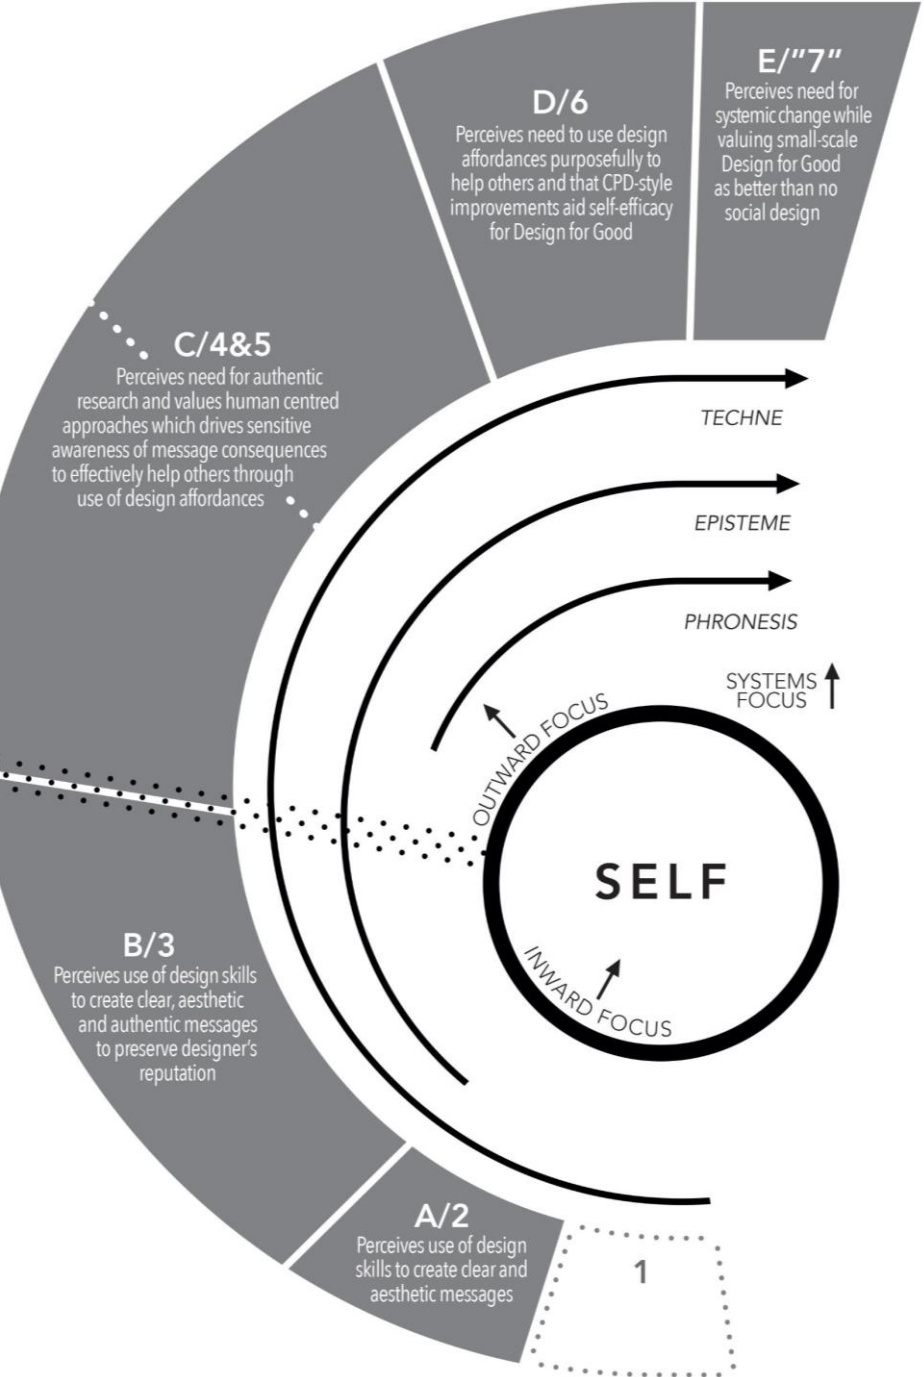 E/"7"
Perceives need for
systemic change while
valuing small-scale
Design for Good
as better than no
social design
D/6
Perceives need to use design
affordances purposefully to
help others and that CPD-style
improvements aid self-efficacy
for Design for Good
C/4&5
Perceives need for authentic
research and values human centred
approaches which drives sensitive
awareness of message consequences
to effectively help others through
use of design affordances
TECHNE
EPISTEME
PHRONESIS
SYSTEMS
FOCUS
OUTWARD FOCUS
SELF
INWARD FOCUS
B/3
Perceives use of design skills
to create clear, aesthetic
and authentic messages
to preserve designer's
reputation
A/2
Perceives use of design
skills to create clear and
aesthetic messages
1